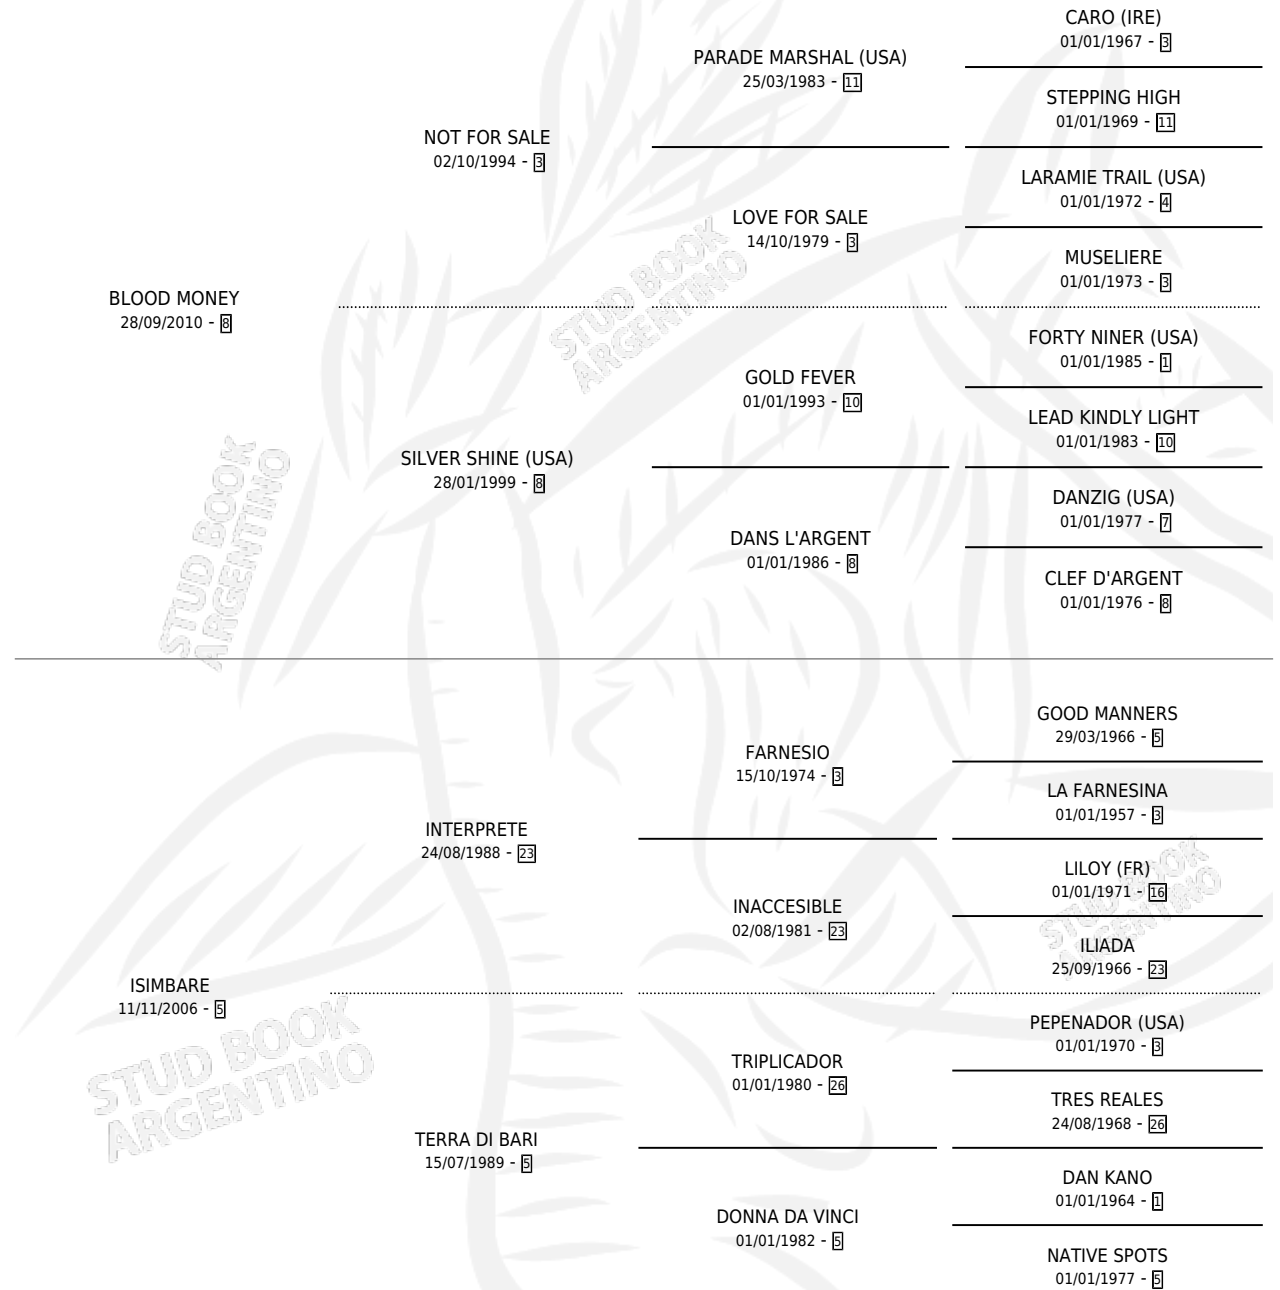 CARO (IRE)
01/01/1967 - 3
PARADE MARSHAL (USA)
25/03/1983 - 11
STEPPING HIGH
01/01/1969 - 11
NOT FOR SALE
02/10/1994 - 3
LARAMIE TRAIL (USA)
01/01/1972 - 4
LOVE FOR SALE
14/10/1979 - 3
MUSELIERE
01/01/1973 - 3
BLOOD MONEY
28/09/2010 - 8
FORTY NINER (USA)
01/01/1985 - 1
GOLD FEVER
01/01/1993 - 10
LEAD KINDLY LIGHT
01/01/1983 - 10
SILVER SHINE (USA)
28/01/1999 - 8
DANZIG (USA)
01/01/1977 - 7
DANS L'ARGENT
01/01/1986 - 8
CLEF D'ARGENT
01/01/1976 - 8
GOOD MANNERS
29/03/1966 - 5
FARNESIO
15/10/1974 - 3
LA FARNESINA
01/01/1957 - 3
INTERPRETE
24/08/1988 - 23
LILOY (FR)
01/01/1971 - 16
INACCESIBLE
02/08/1981 - 23
ILIADA
25/09/1966 - 23
ISIMBARE
11/11/2006 - 5
PEPENADOR (USA)
01/01/1970 - 3
TRIPLICADOR
01/01/1980 - 26
TRES REALES
24/08/1968 - 26
TERRA DI BARI
15/07/1989 - 5
DAN KANO
01/01/1964 - 1
DONNA DA VINCI
01/01/1982 - 5
NATIVE SPOTS
01/01/1977 - 5
STUD BOOK
ARGENTINO
STUD BOOK
ARGENTINO
STUD BOOK
ARGENTINO
STUD BOOK
ARGENTINO